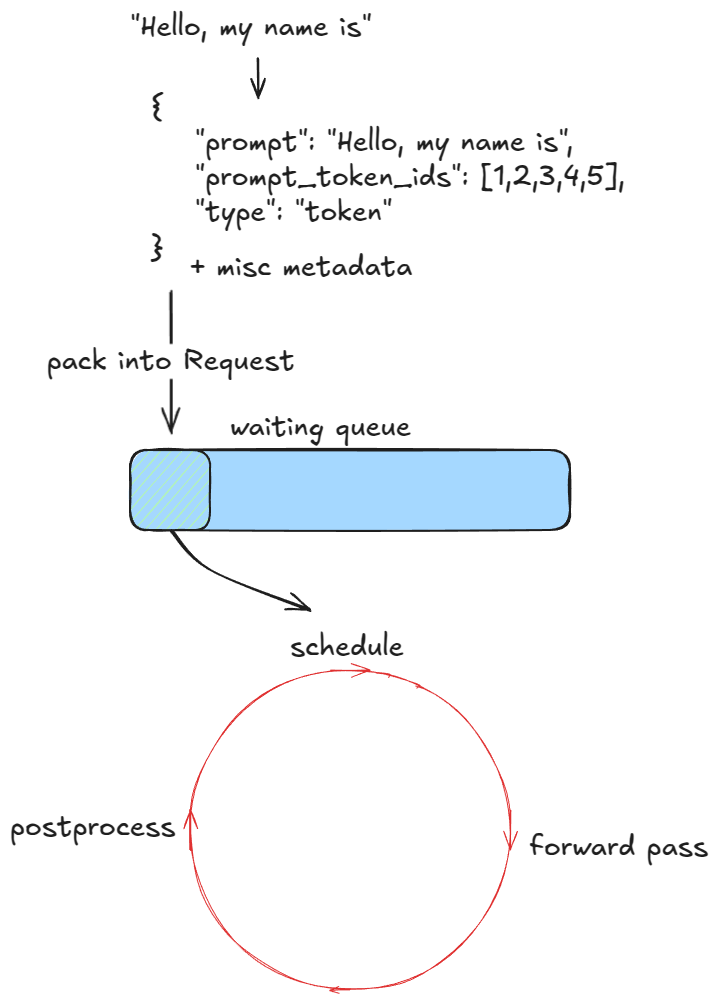 "Hello, my name is"
{
"prompt": "Hello, my name is",
"prompt_token_ids": [1,2,3,4,5],
"type": "token"
}
+ misc metadata
pack into Request
waiting queue
schedule
postprocess
forward pass